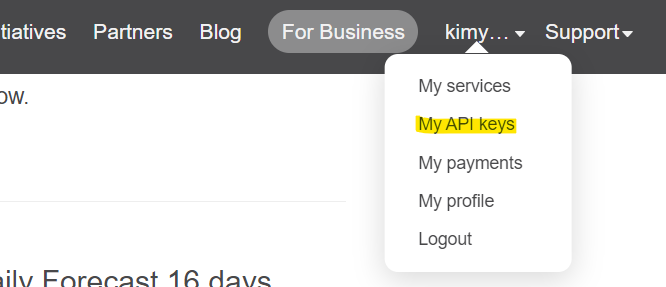 tiatives Partners Blog For Business kimy... Support
ow.
My services
My API keys
My payments
My profile
Logout
aily Forecast 16 days